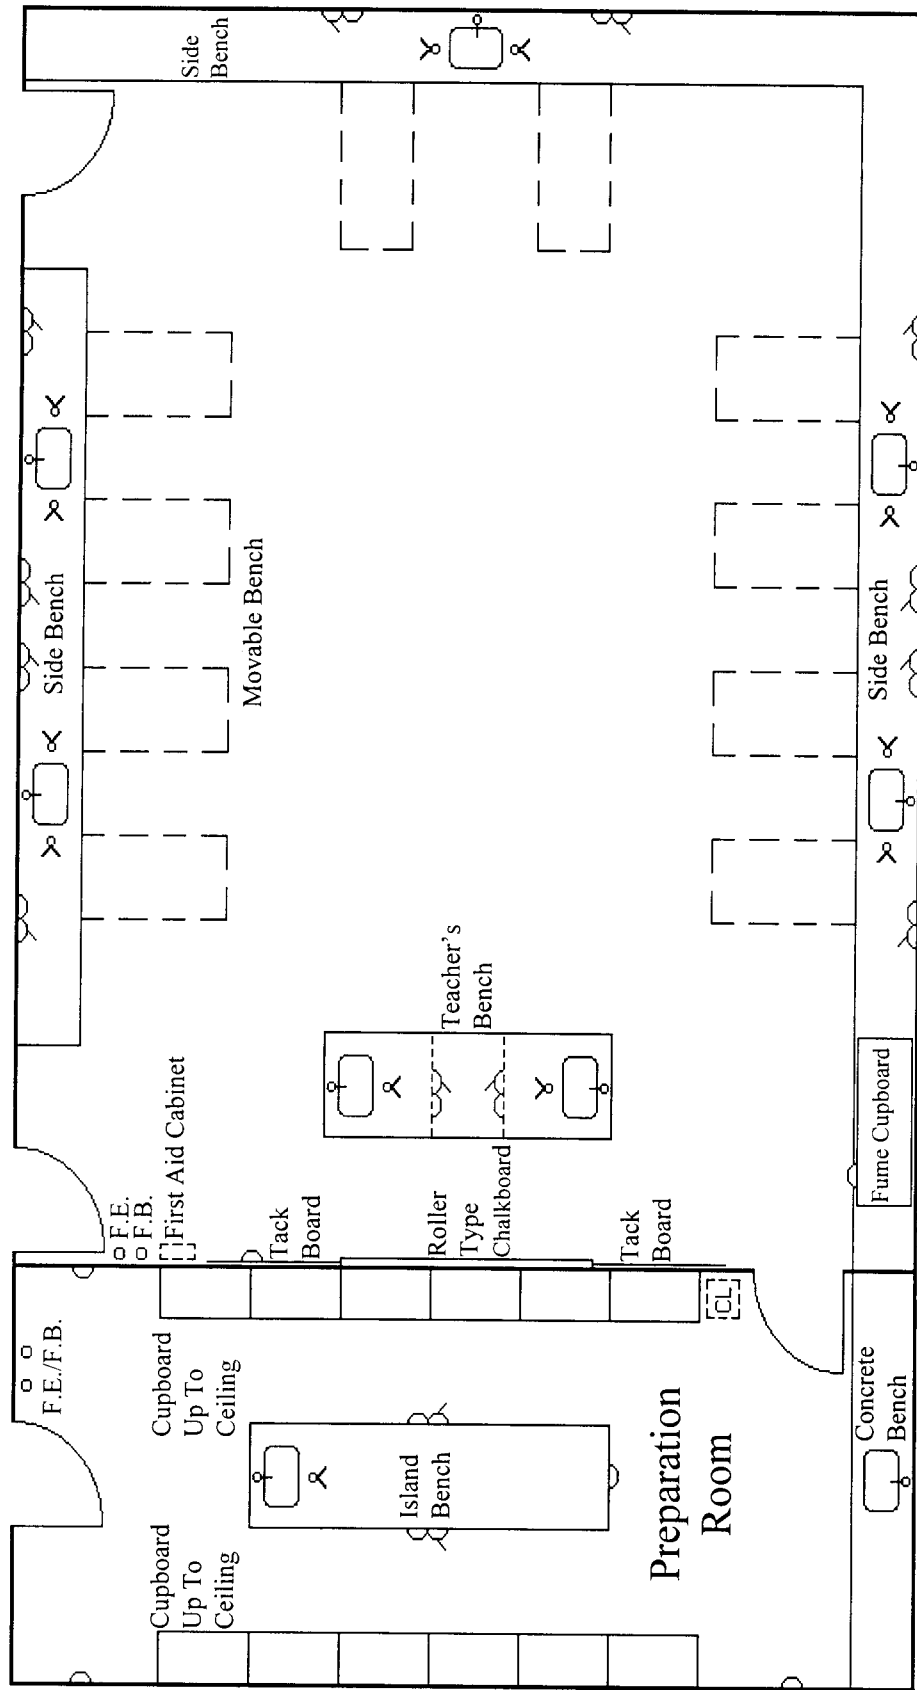 Side
Bench
Side Bench
Movable Bench
Side Bench
Teacher's
Bench
Fume Cupboard
F.E.
F.B.
First Aid Cabinet
Tack
Board
Roller
Type
Chalkboard
Tack
Board
F.E./F.B.
Cupboard
Up To
Ceiling
CL
Island
Bench
Preparation
Room
Concrete
Bench
Cupboard
Up To
Ceiling